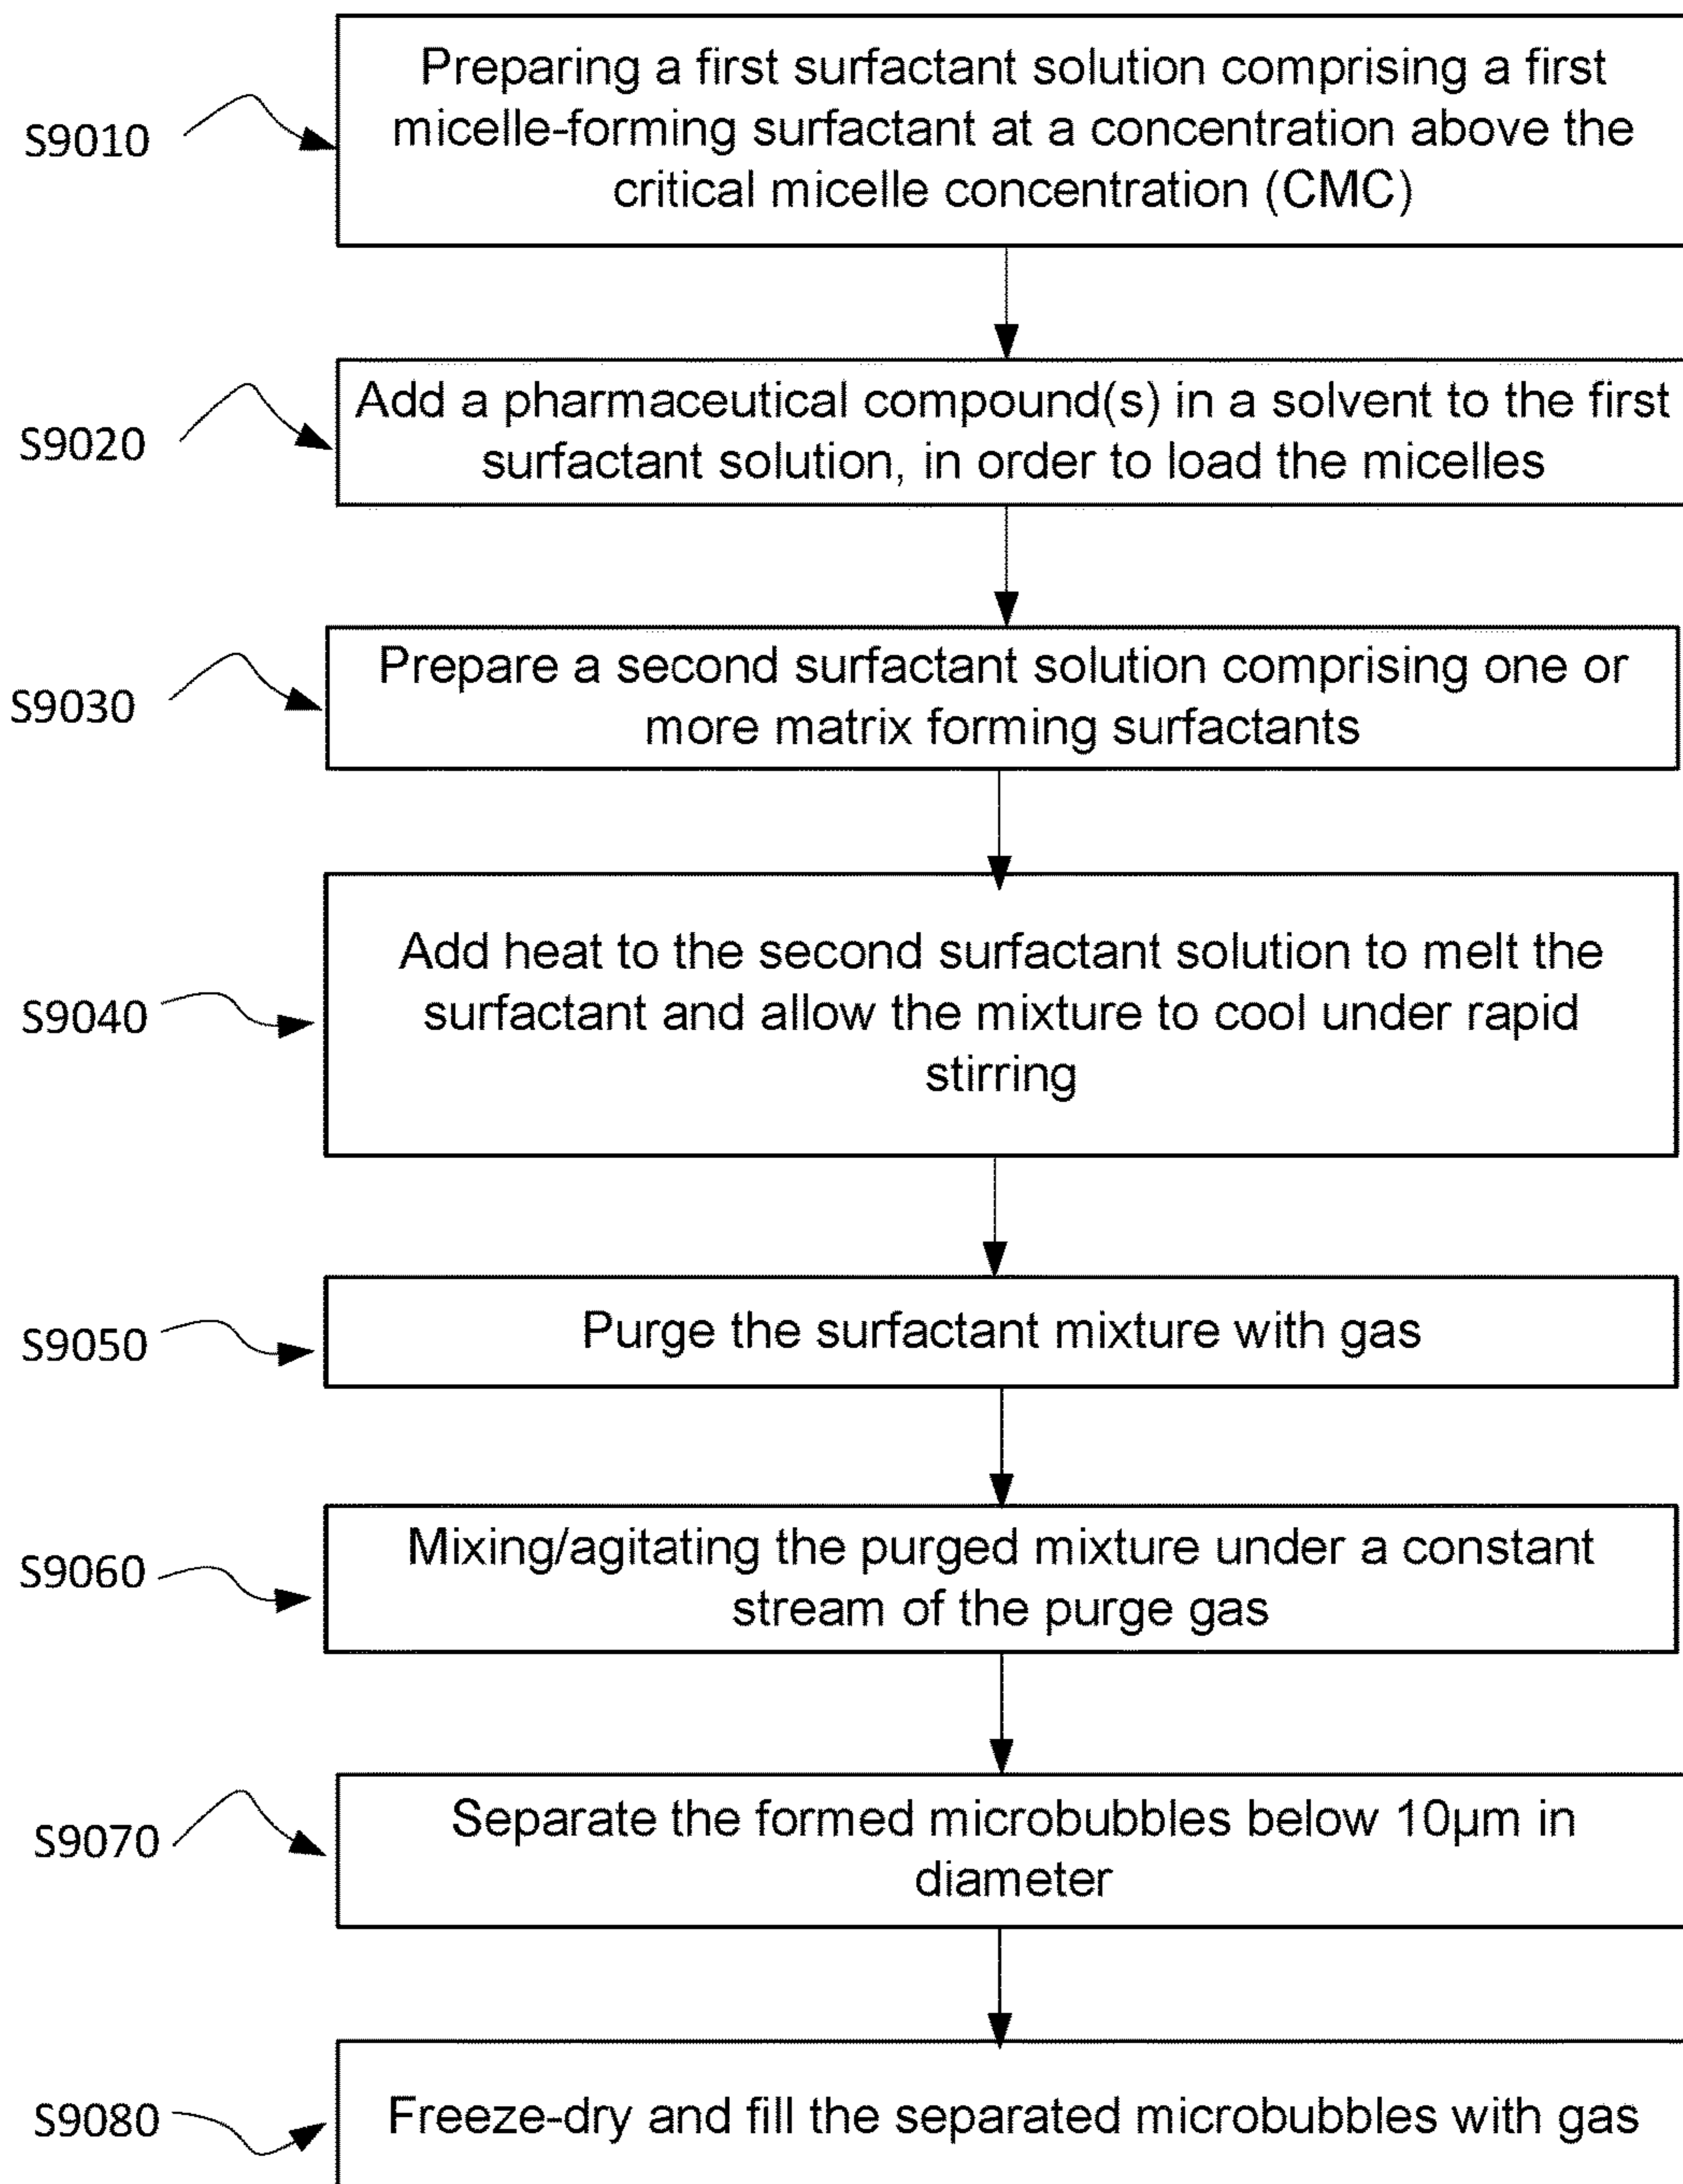 Preparing a first surfactant solution comprising a first
S9010
micelle-forming surfactant at a concentration above the
critical micelle concentration (CMC)
Add a pharmaceutical compound(s) in a solvent to the first
S9020
surfactant solution, in order to load the micelles
Prepare a second surfactant solution comprising one or
S9030
more matrix forming surfactants
Add heat to the second surfactant solution to melt the
S9040
surfactant and allow the mixture to cool under rapid
stirring
S9050
Purge the surfactant mixture with gas
Mixing/agitating the purged mixture under a constant
S9060
stream of the purge gas
Separate the formed microbubbles below 10µm in
S9070
diameter
S9080
Freeze-dry and fill the separated microbubbles with gas